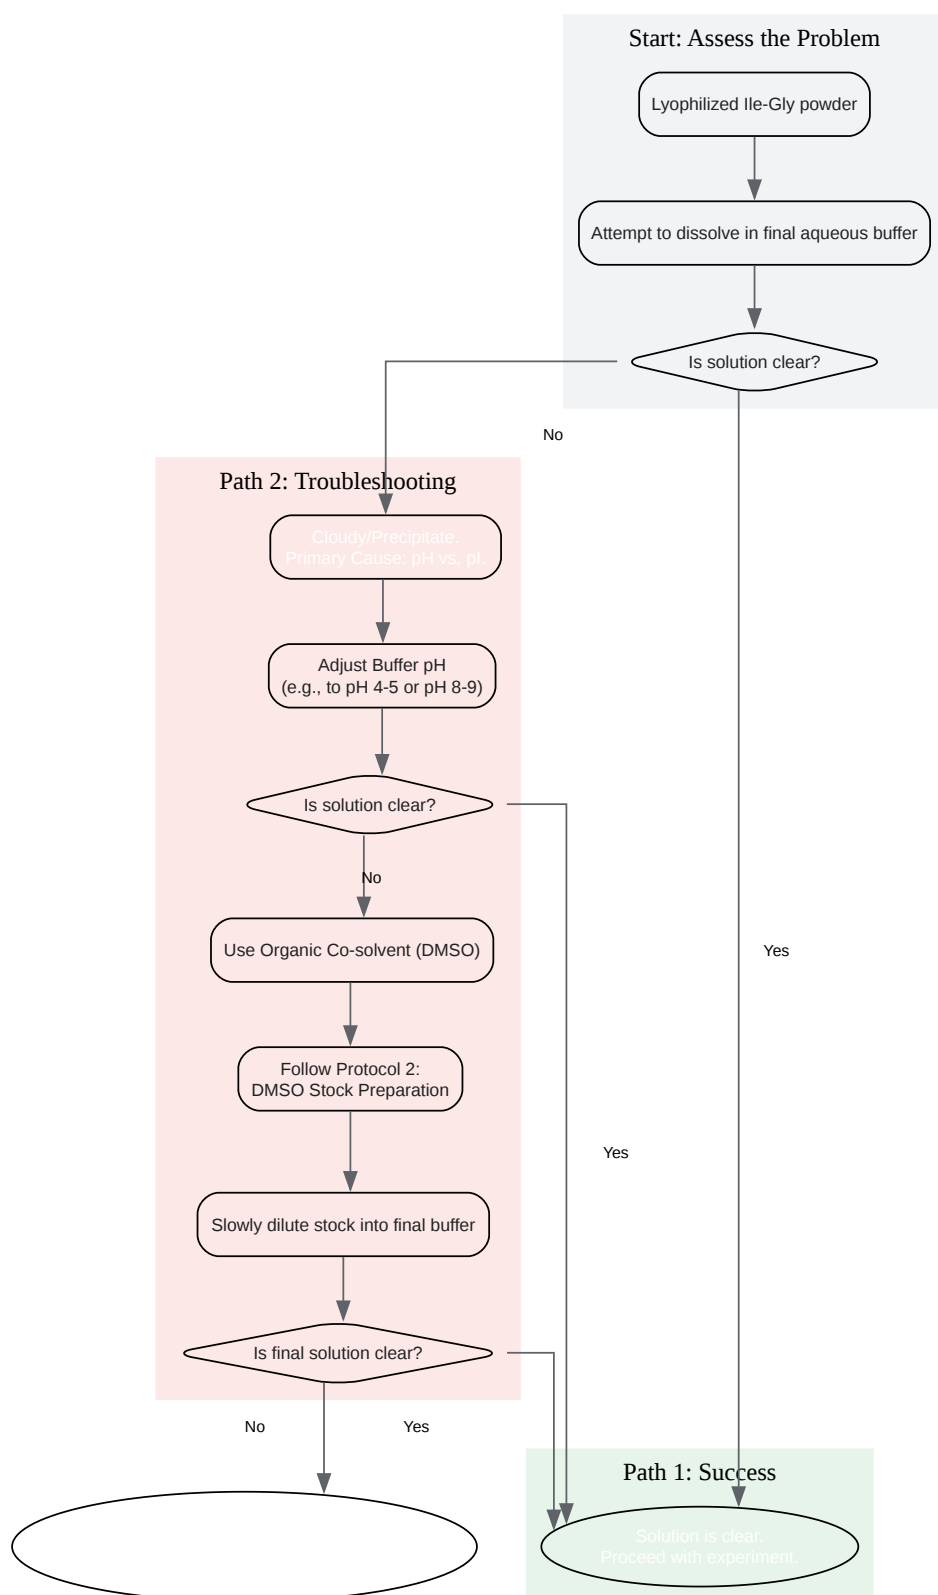 Start: Assess the Problem
Lyophilized Ile-Gly powder
Attempt to dissolve in final aqueous buffer
Is solution clear?
No
Path 2: Troubleshooting
Cloudy/Precipitate.
Primary Cause: pH vs. pI.
Adjust Buffer pH
(e.g., to pH 4-5 or pH 8-9)
Is solution clear?
No
Use Organic Co-solvent (DMSO)
Yes
Follow Protocol 2:
DMSO Stock Preparation
Yes
Slowly dilute stock into final buffer
Is final solution clear?
No
Yes
Path 1: Success
Solution is clear.
Proceed with experiment.